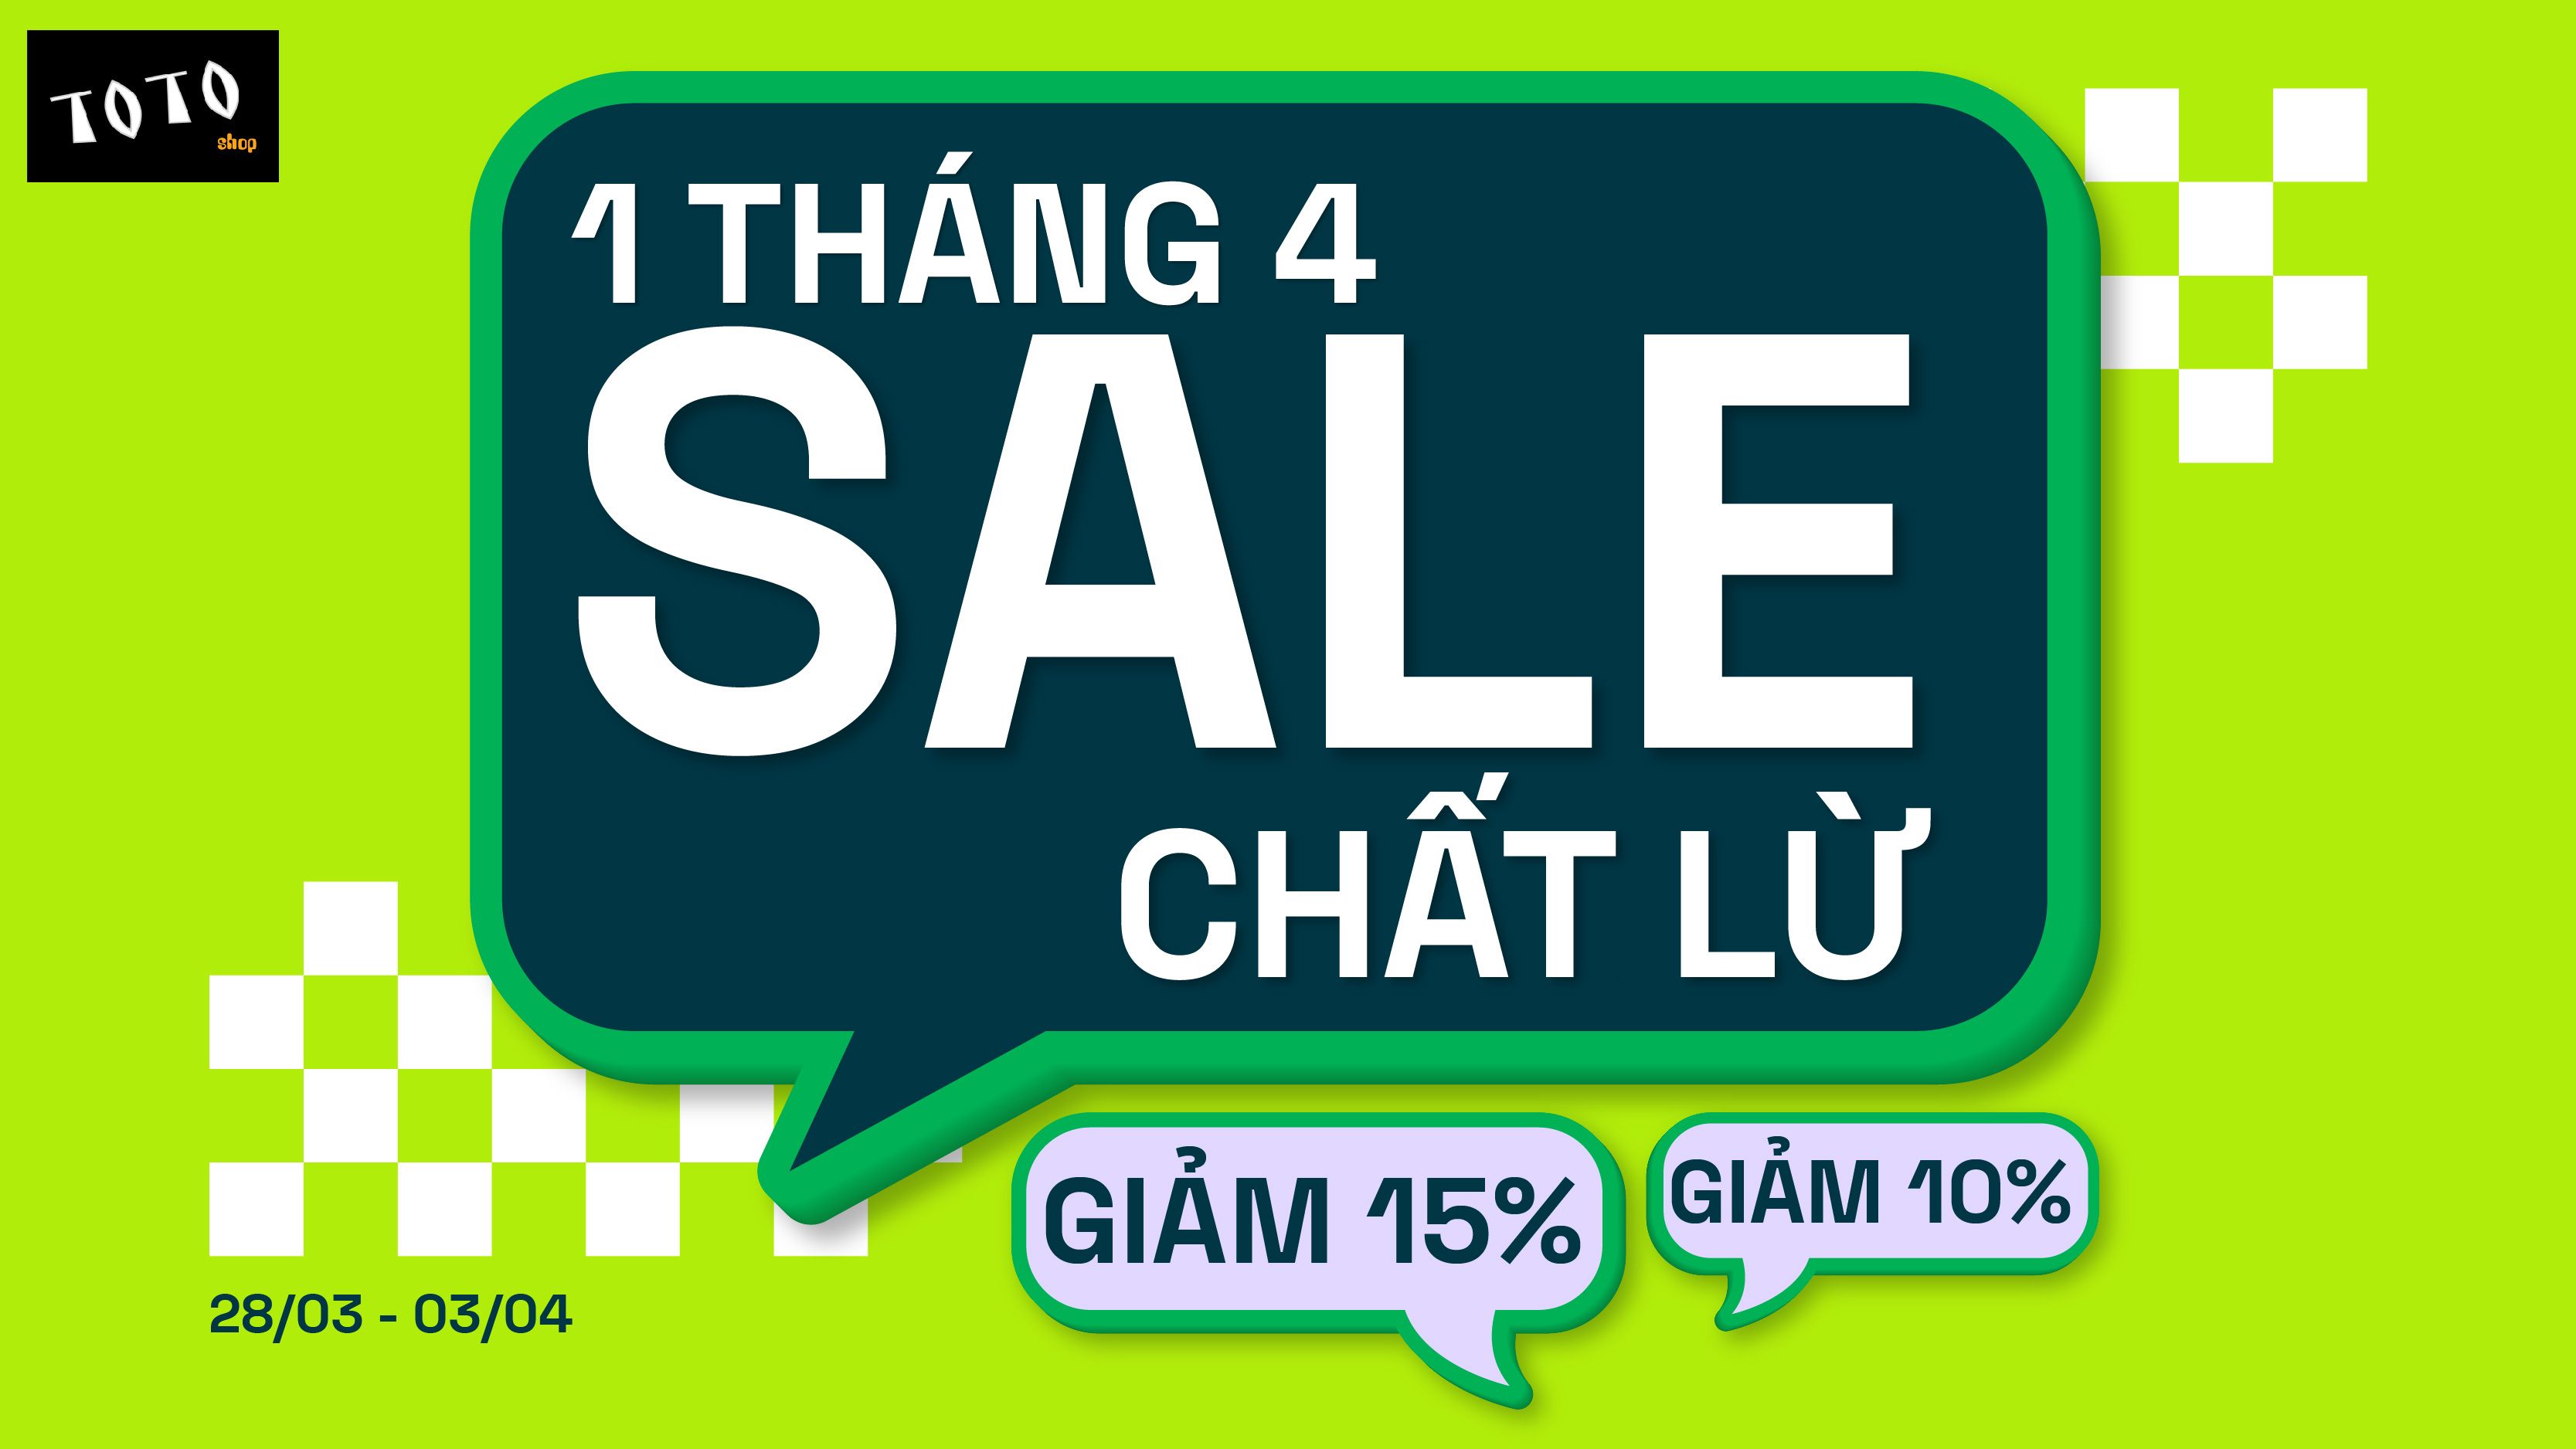 TOTO
shop
1 THÁNG 4
SALE
CHẤT LỪ
GIẢM 15%
GIẢM 10%
28/03 - 03/04